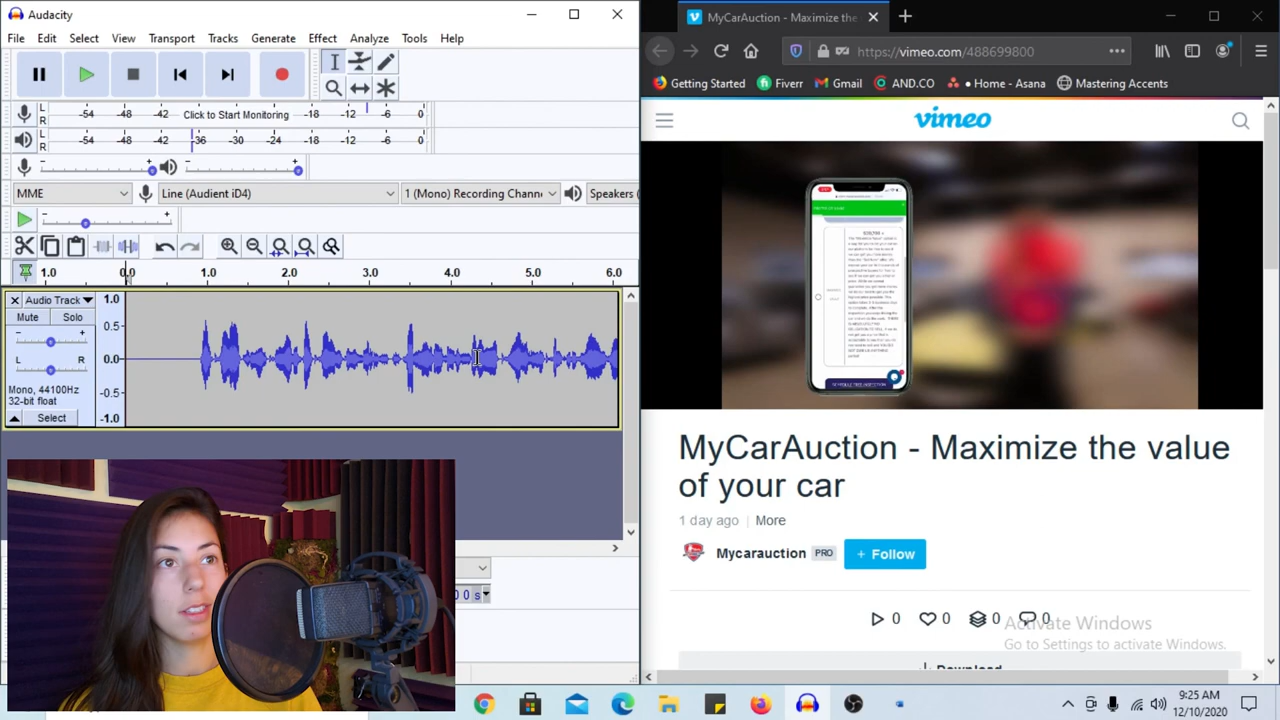 Audacity
File Edit Select View Transport Tracks Generate Effect Analyze Tools Help
L R -54 -48 -42 Click to Start Monitoring -18 -12 -6 0
L R -54 -48 -42 -36 -30 -24 -18 -12 -6 0
MME Line (Audient iD4) 1 (Mono) Recording Chann Speakers (
1.0 0.0 1.0 2.0 3.0 4.0 5.0
Audio Track
Mute Solo
L R
Mono, 44100Hz
32-bit float
Select
1.0
0.5
0.0
-0.5
-1.0
0 s
MyCarAuction - Maximize the
https://vimeo.com/488699800
Getting Started Fiverr Gmail AND.CO • Home - Asana Mastering Accents
vimeo
MyCarAuction - Maximize the value
of your car
1 day ago More
Mycarauction PRO + Follow
0 0 0 0
Download
Activate Windows
Go to Settings to activate Windows.
9:25 AM
12/10/2020